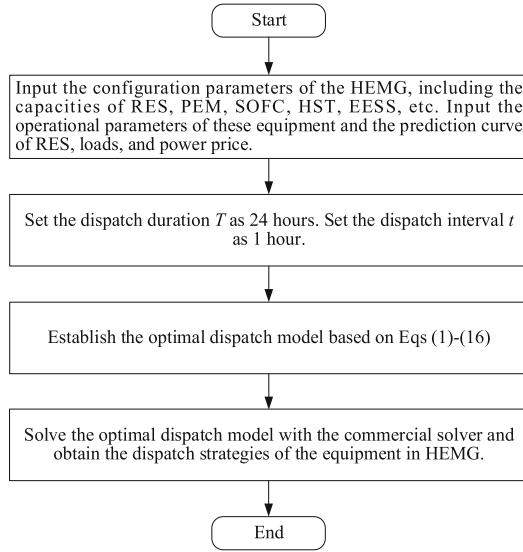 Start
Input the configuration parameters of the HEMG, including the
capacities of RES, PEM, SOFC, HST, EESS, etc. Input the
operational parameters of these equipment and the prediction curve
of RES, loads, and power price.
Set the dispatch duration T as 24 hours. Set the dispatch interval t
as 1 hour.
Establish the optimal dispatch model based on Eqs (1)-(16)
Solve the optimal dispatch model with the commercial solver and
obtain the dispatch strategies of the equipment in HEMG.
End